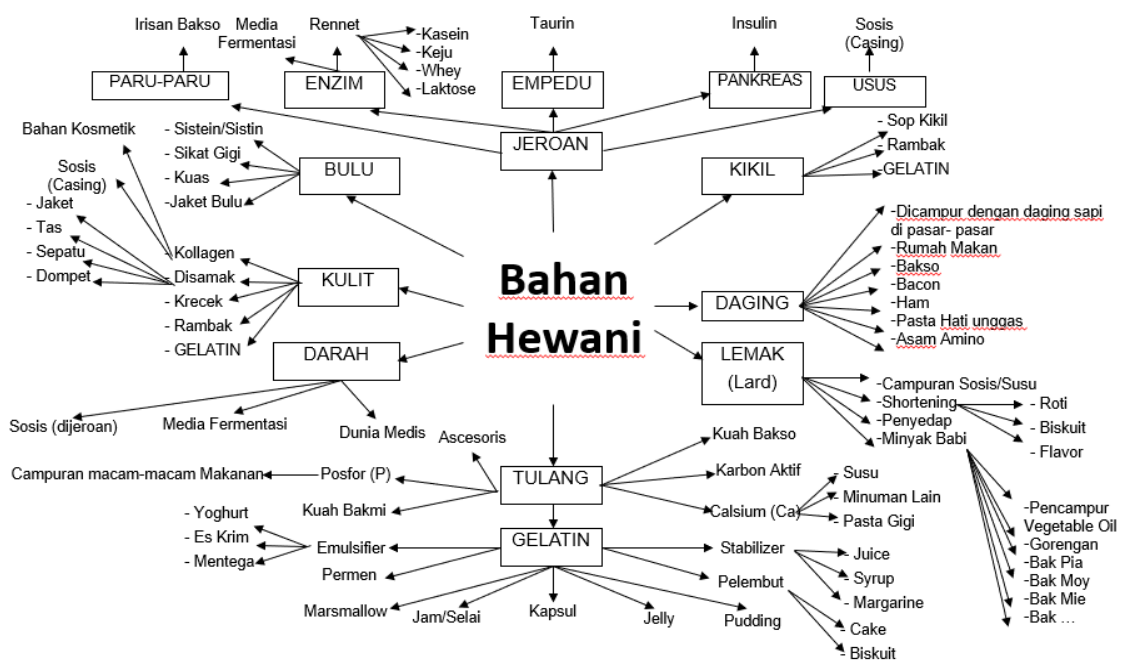 Irisan Bakso
Media
Fermentasi
Rennet
-Kasein
-Keju
-Whey
-Laktose
Taurin
Insulin
Sosis
(Casing)
PARU-PARU
ENZIM
EMPEDU
PANKREAS
USUS
JEROAN
Bahan Kosmetik
Sosis
(Casing)
- Jaket
- Tas
- Sepatu
- Dompet
- Sistein/Sistin
- Sikat Gigi
- Kuas
-Jaket Bulu
BULU
KIKIL
- Sop Kikil
- Rambak
-GELATIN
- Kollagen
- Disamak
- Krecek
- Rambak
- GELATIN
KULIT
Bahan
Hewani
DAGING
-Dicampur dengan daging sapi
di pasar- pasar
-Rumah Makan
-Bakso
-Bacon
-Ham
-Pasta Hati unggas
-Asam Amino
DARAH
Sosis (dijeroan)
Media Fermentasi
Dunia Medis
LEMAK
(Lard)
-Campuran Sosis/Susu
-Shortening
-Penyedap
-Minyak Babi
- Roti
- Biskuit
- Flavor
-Pencampur
Vegetable Oil
-Gorengan
-Bak Pia
-Bak Moy
-Bak Mie
-Bak ...
TULANG
Ascesoris
Posfor (P)
Campuran macam-macam Makanan
Kuah Bakmi
Kuah Bakso
Karbon Aktif
Calsium (Ca)
- Susu
- Minuman Lain
- Pasta Gigi
GELATIN
Emulsifier
- Yoghurt
- Es Krim
- Mentega
Permen
Marsmallow
Jam/Selai
Kapsul
Jelly
Pudding
Stabilizer
- Juice
- Syrup
- Margarine
Pelembut
- Cake
- Biskuit